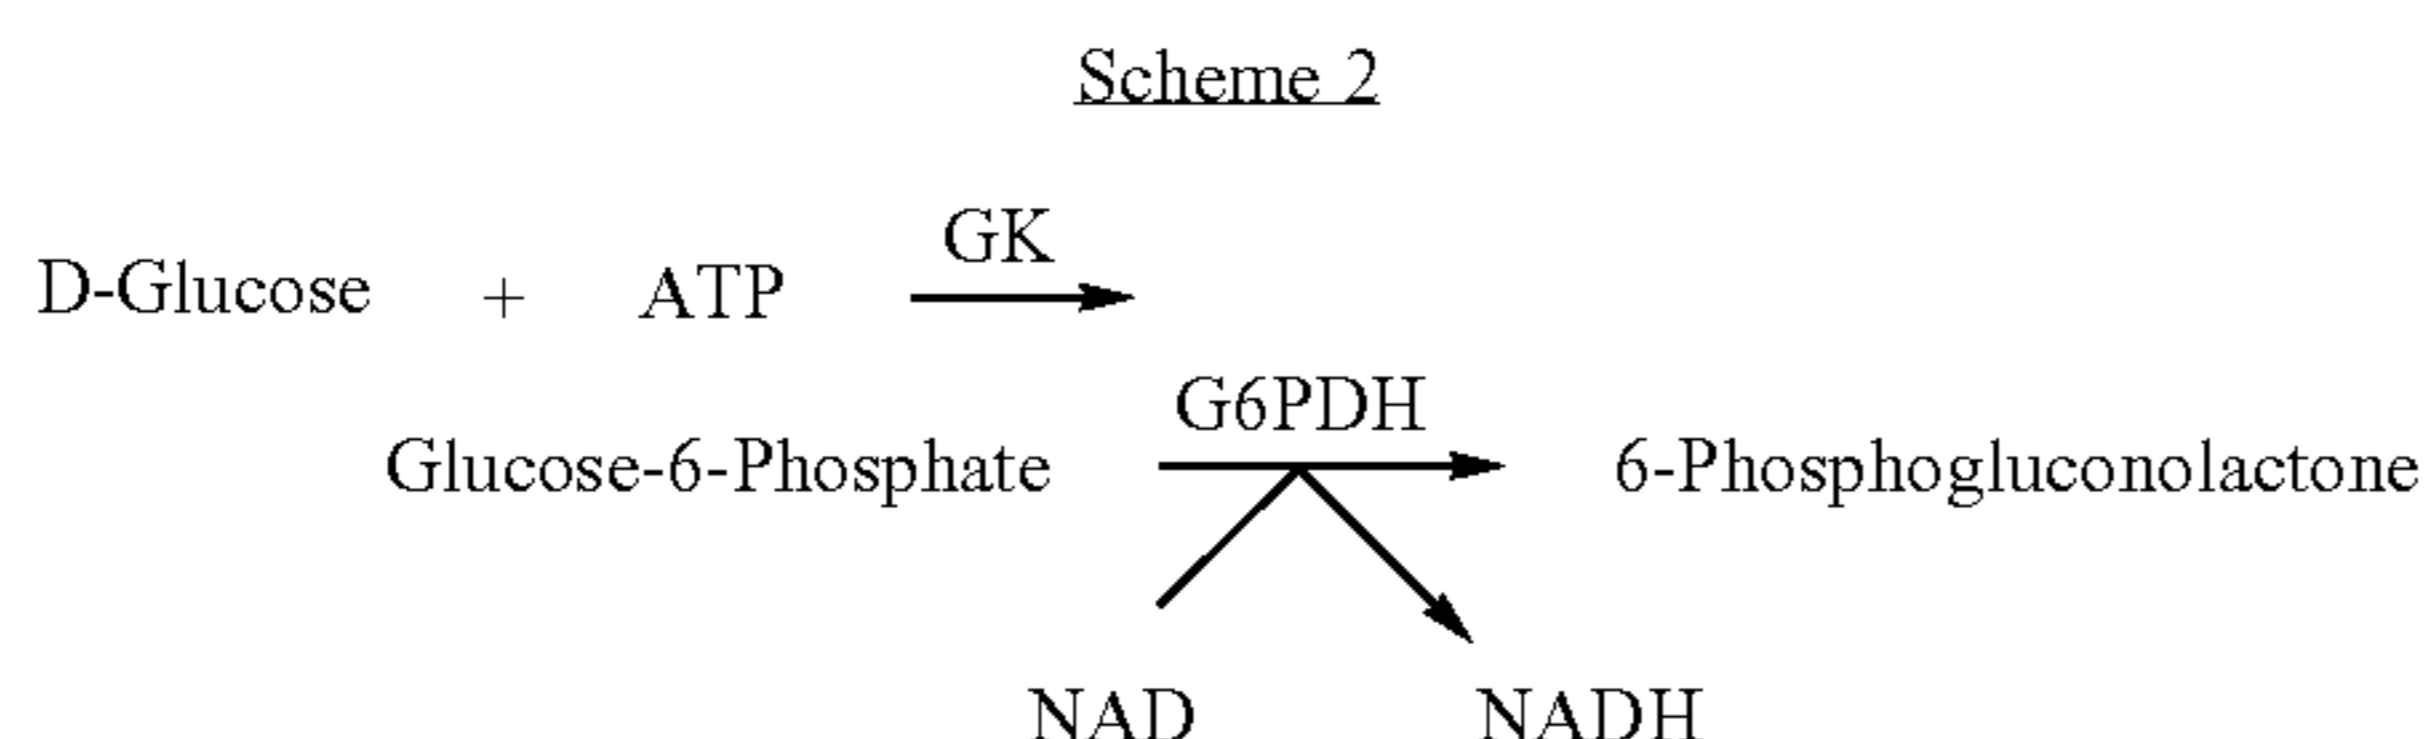 Scheme 2
GK
D-Glucose + ATP
G6PDH
Glucose-6-Phosphate 6-Phosphogluconolactone
NAD NADH